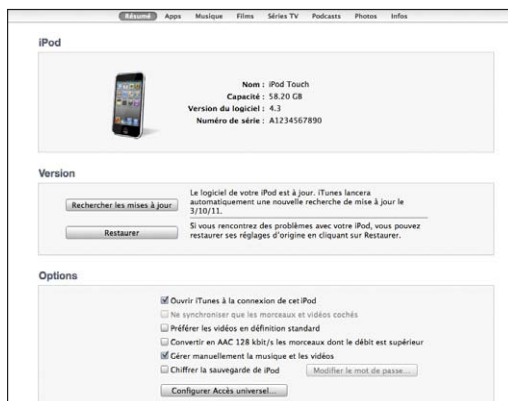 Résumé Apps Musique Films Séries TV Podcasts Photos Infos
iPod
Nom : iPod Touch
Capacité : 58.20 GB
Version du logiciel : 4.3
Numéro de série : A1234567890
Version
Rechercher les mises à jour
Le logiciel de votre iPod est à jour. iTunes lancera
automatiquement une nouvelle recherche de mise à jour le
3/10/11.
Restaurer
Si vous rencontrez des problèmes avec votre iPod, vous pouvez
restaurer ses réglages d'origine en cliquant sur Restaurer.
Options
Ouvrir iTunes à la connexion de cet iPod
Ne synchroniser que les morceaux et vidéos cochés
Préférer les vidéos en définition standard
Convertir en AAC 128 kbit/s les morceaux dont le débit est supérieur
Gérer manuellement la musique et les vidéos
Chiffrer la sauvegarde de iPod
Modifier le mot de passe...
Configurer Accès universel...